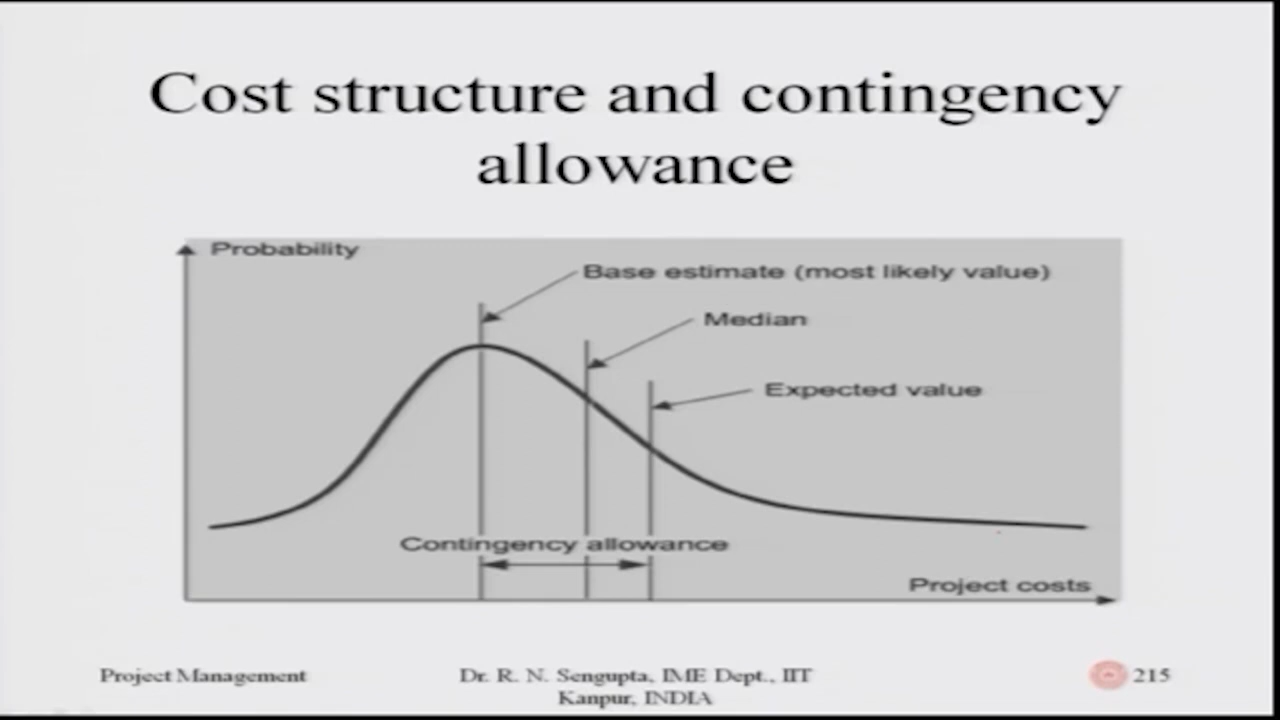 Cost structure and contingency
allowance
Probability
Base estimate (most likely value)
Median
Expected value
Contingency allowance
Project costs
Project Management
Dr. R. N. Sengupta, IME Dept., IIT
Kanpur, INDIA
215